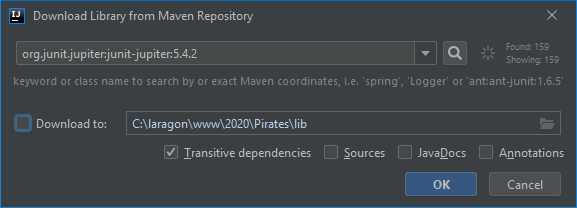 IJ
Download Library from Maven Repository
org.junit.jupiter:junit-jupiter:5.4.2
Found: 159
Showing: 159
keyword or class name to search by or exact Maven coordinates, i.e. 'spring', 'Logger' or 'ant:ant-junit:1.6.5'
Download to: C:\laragon\www\2020\Pirates\lib
Transitive dependencies Sources JavaDocs Annotations
OK Cancel